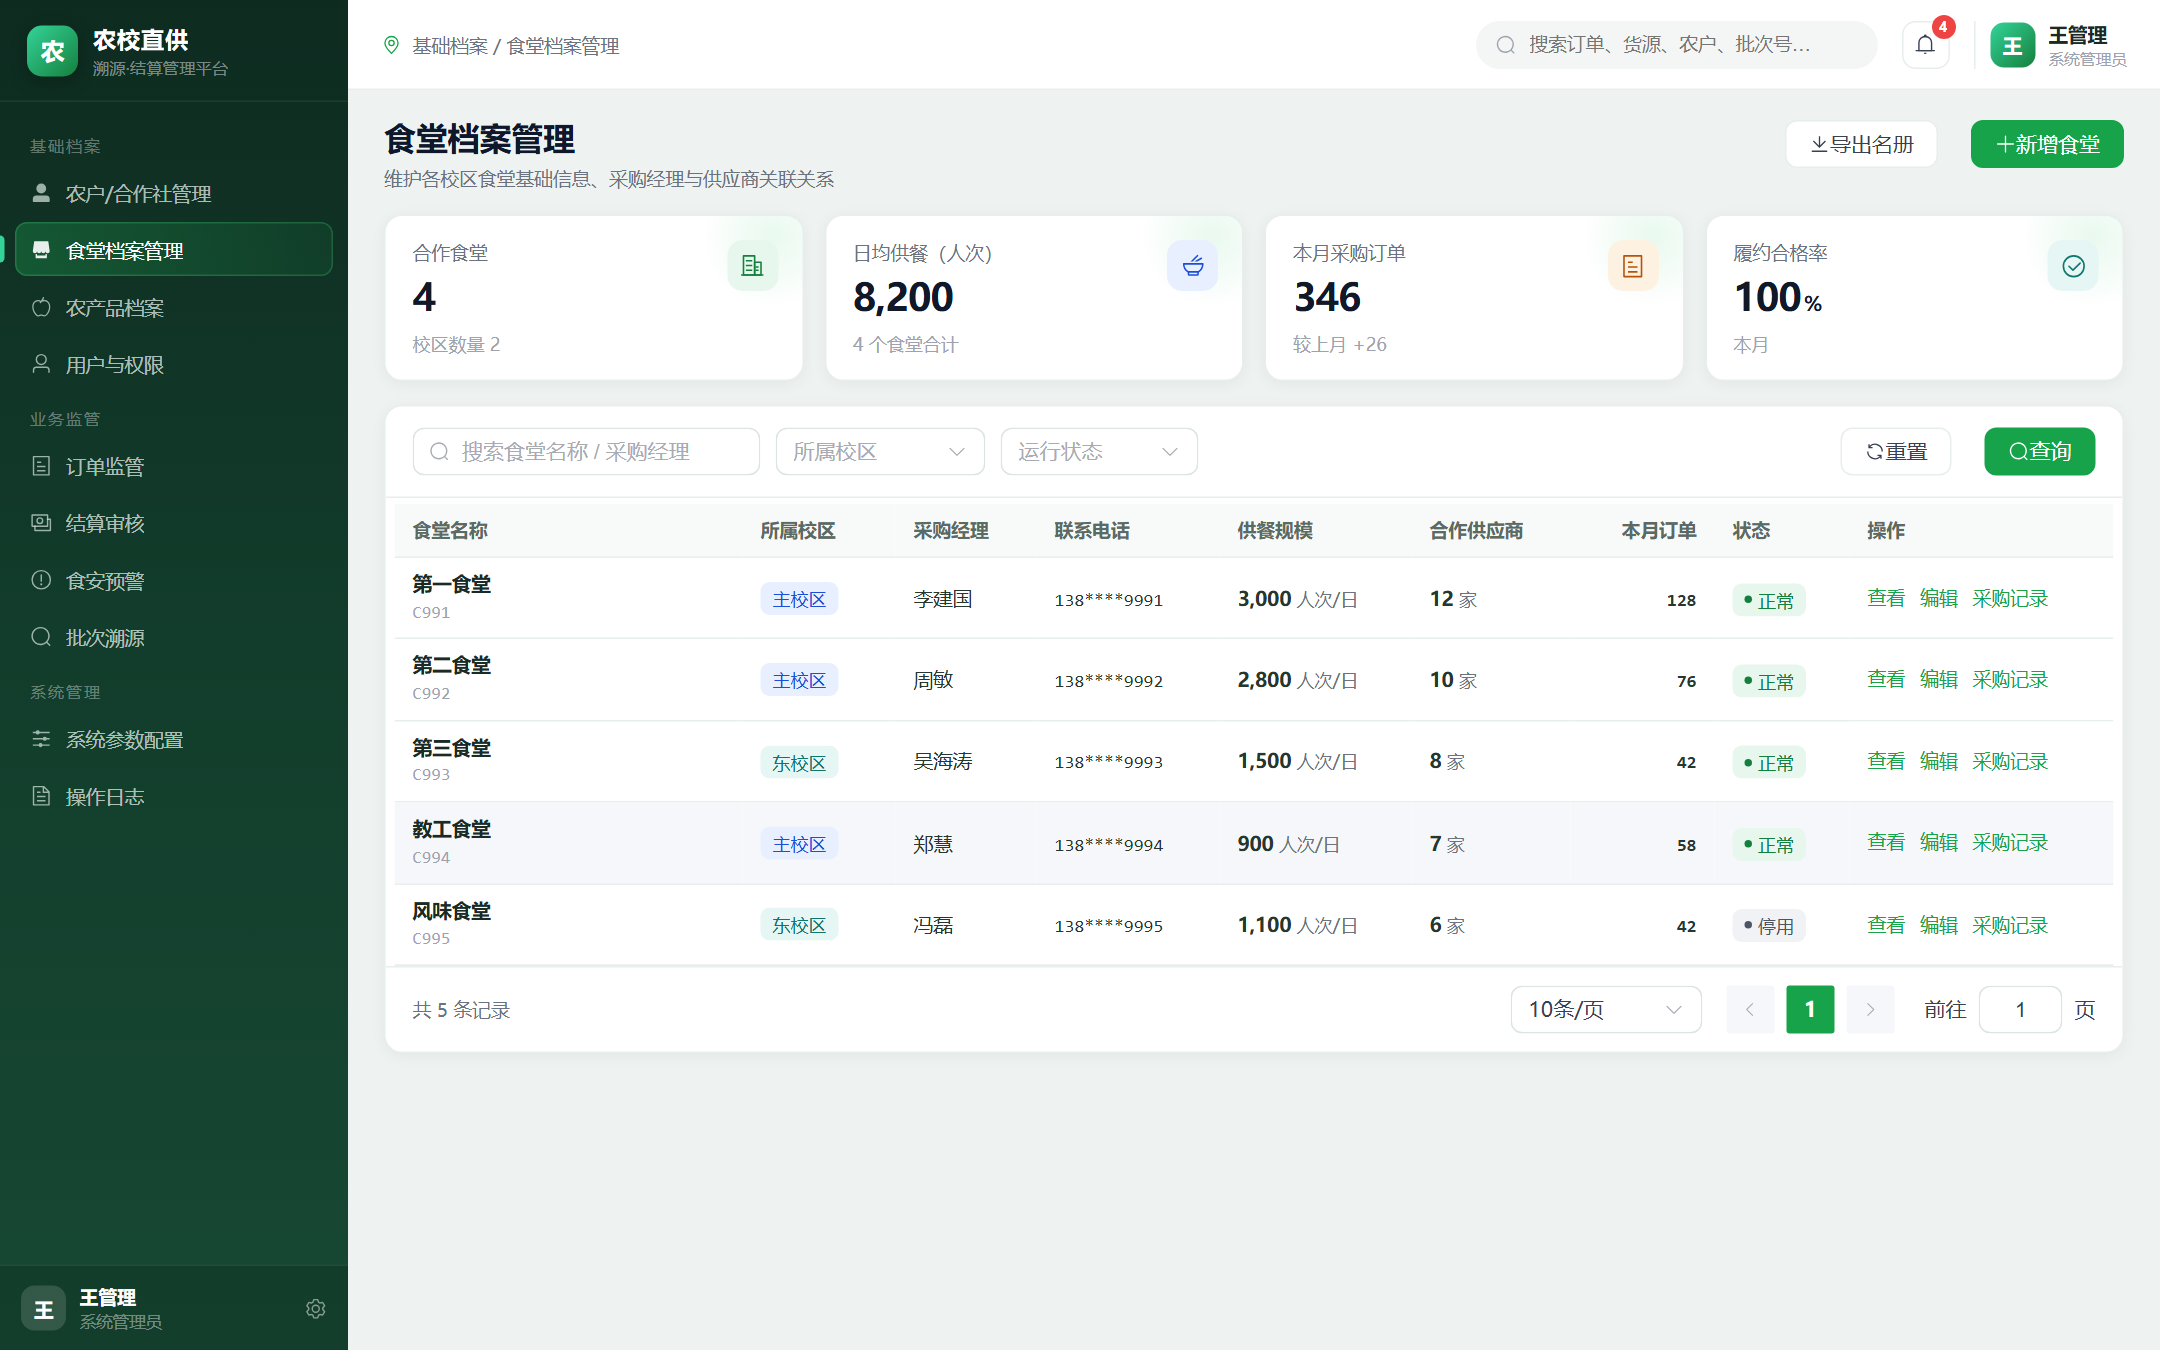 农
农校直供
溯源·结算管理平台
基础档案
农户/合作社管理
食堂档案管理
农产品档案
用户与权限
业务监管
订单监管
结算审核
食安预警
批次溯源
系统管理
系统参数配置
操作日志
王
王管理
系统管理员
基础档案 / 食堂档案管理
搜索订单、货源、农户、批次号...
4
王
王管理
系统管理员
食堂档案管理
维护各校区食堂基础信息、采购经理与供应商关联关系
导出名册
新增食堂
合作食堂
4
校区数量 2
日均供餐（人次）
8,200
4 个食堂合计
本月采购订单
346
较上月 +26
履约合格率
100%
本月
搜索食堂名称 / 采购经理
所属校区
运行状态
重置
查询
食堂名称 所属校区 采购经理 联系电话 供餐规模 合作供应商 本月订单 状态 操作
第一食堂
C991
主校区 李建国 138****9991 3,000 人次/日 12 家 128 正常 查看 编辑 采购记录
第二食堂
C992
主校区 周敏 138****9992 2,800 人次/日 10 家 76 正常 查看 编辑 采购记录
第三食堂
C993
东校区 吴海涛 138****9993 1,500 人次/日 8 家 42 正常 查看 编辑 采购记录
教工食堂
C994
主校区 郑慧 138****9994 900 人次/日 7 家 58 正常 查看 编辑 采购记录
风味食堂
C995
东校区 冯磊 138****9995 1,100 人次/日 6 家 42 停用 查看 编辑 采购记录
共 5 条记录
10条/页
1
前往 1 页